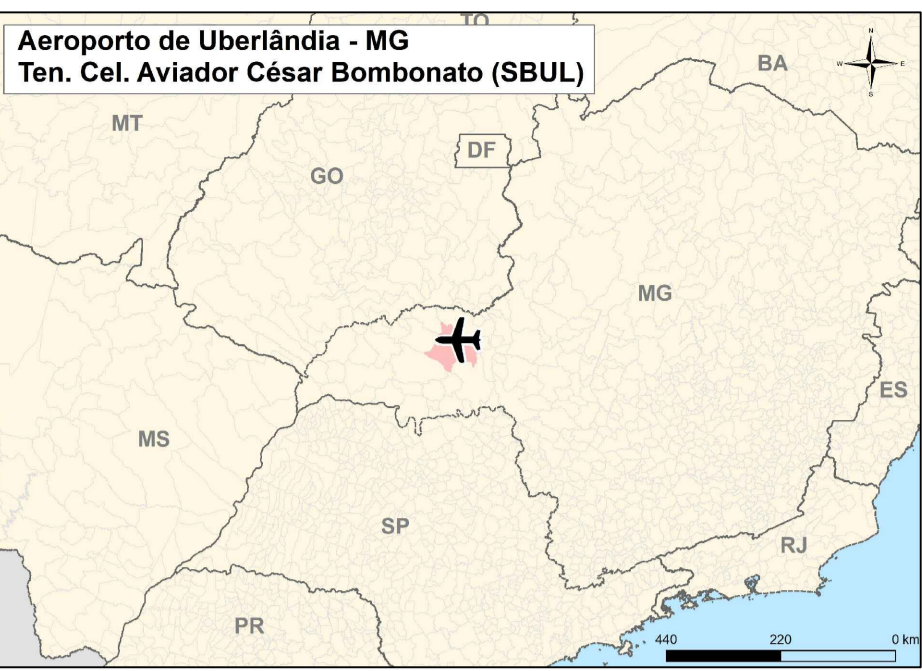 Aeroporto de Uberlândia - MG
Ten. Cel. Aviador César Bombonato (SBUL)
TO
BA
N
W E
S
MT
DF
GO
MG
ES
MS
SP
RJ
PR
440 220 0 km